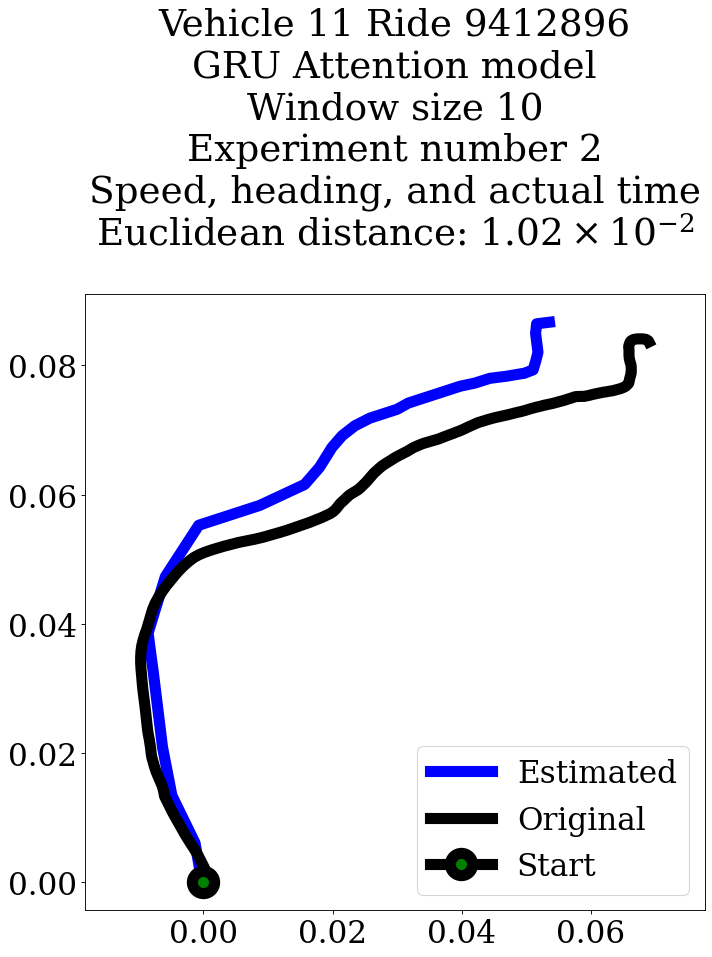 Vehicle 11 Ride 9412896
GRU Attention model
Window size 10
Experiment number 2
Speed, heading, and actual time
Euclidean distance: 1.02 × 10⁻²
0.08
0.06
0.04
0.02
0.00
Estimated
Original
Start
0.00 0.02 0.04 0.06